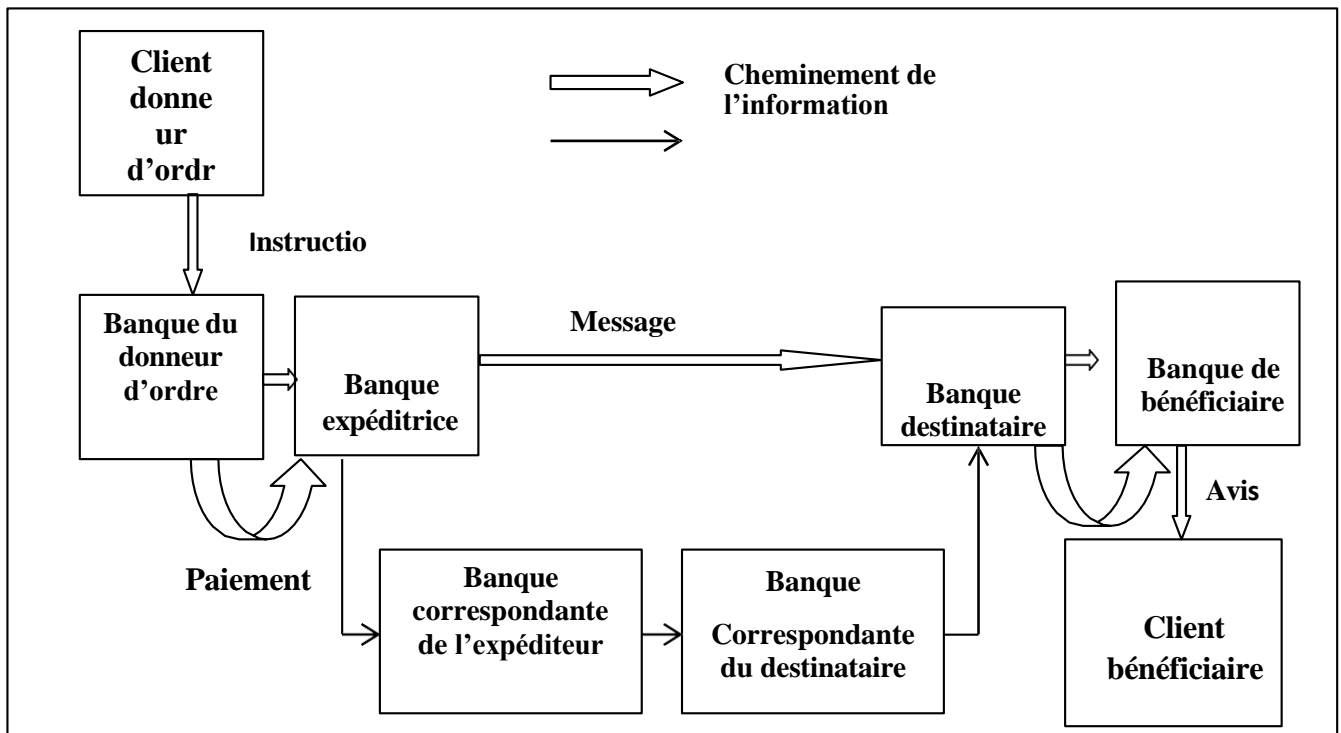 Client
donne
ur
d’ordr
Cheminement de
l’information
Instructio
Banque du
donneur
d’ordre
Banque
expéditrice
Message
Banque
destinataire
Banque de
bénéficiaire
Avis
Paiement
Banque
correspondante
de l’expéditeur
Banque
Correspondante
du destinataire
Client
bénéficiaire